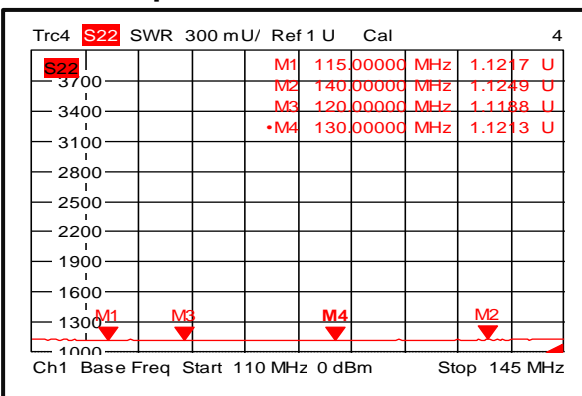 Trc4 S22 SWR 300 mU/ Ref 1 U Cal 4
S22
M1 115.00000 MHz 1.1217 U
M2 140.00000 MHz 1.1249 U
M3 120.00000 MHz 1.1188 U
•M4 130.00000 MHz 1.1213 U
3700
3400
3100
2800
2500
2200
1900
1600
1300
M1 M3 M4 M2
1000
Ch1 Base Freq Start 110 MHz 0 dBm Stop 145 MHz